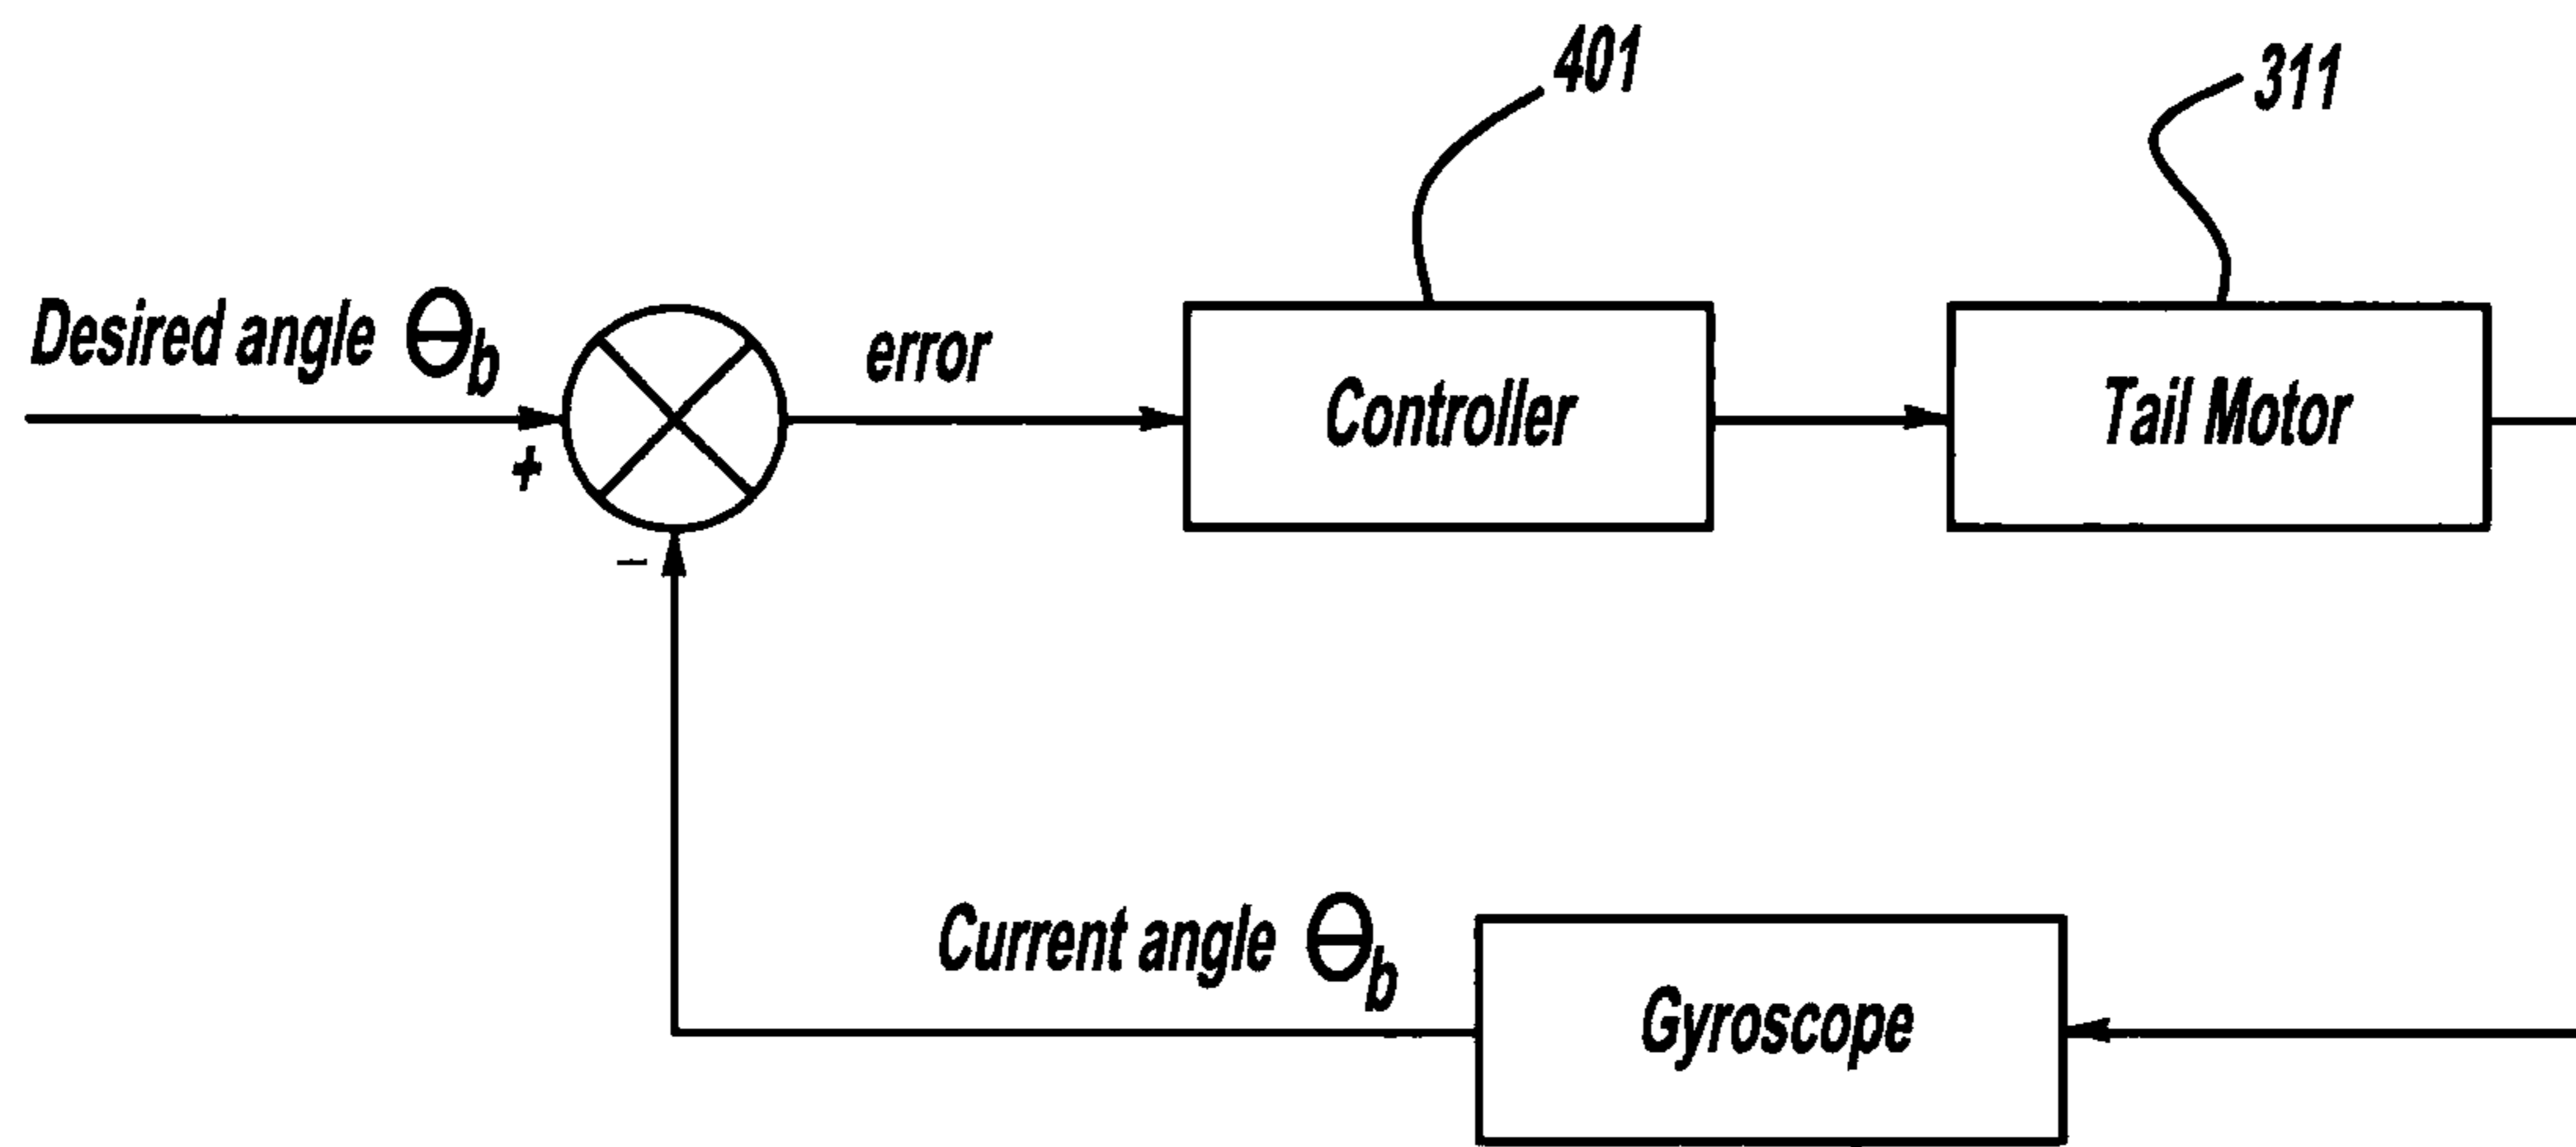 401
311
Desired angle Θb
error
+
Controller
Tail Motor
–
Current angle Θb
Gyroscope